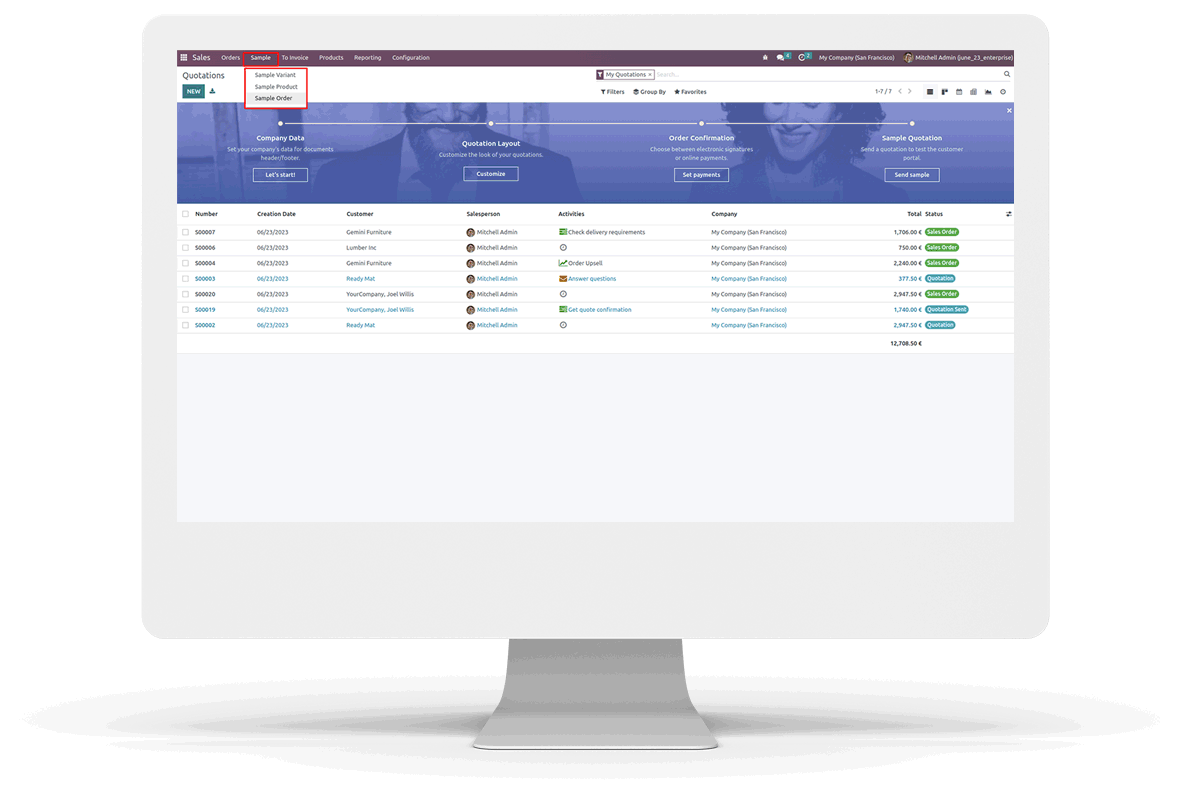 Sales Orders Sample To Invoice Products Reporting Configuration 4 2 My Company (San Francisco) Mitchell Admin (june_23_enterprise)
Quotations My Quotations × Search...
Sample Variant
Sample Product
Sample Order
NEW Filters Group By Favorites 1-7 / 7
Company Data
Set your company's data for documents
header/footer.
Let's start!
Quotation Layout
Customize the look of your quotations.
Customize
Order Confirmation
Choose between electronic signatures
or online payments.
Set payments
Sample Quotation
Send a quotation to test the customer
portal.
Send sample
Number Creation Date Customer Salesperson Activities Company Total Status
S00007 06/23/2023 Gemini Furniture Mitchell Admin Check delivery requirements My Company (San Francisco) 1,706.00 € Sales Order
S00006 06/23/2023 Lumber Inc Mitchell Admin My Company (San Francisco) 750.00 € Sales Order
S00004 06/23/2023 Gemini Furniture Mitchell Admin Order Upsell My Company (San Francisco) 2,240.00 € Sales Order
S00003 06/23/2023 Ready Mat Mitchell Admin Answer questions My Company (San Francisco) 377.50 € Quotation
S00020 06/23/2023 YourCompany, Joel Willis Mitchell Admin My Company (San Francisco) 2,947.50 € Sales Order
S00019 06/23/2023 YourCompany, Joel Willis Mitchell Admin Get quote confirmation My Company (San Francisco) 1,740.00 € Quotation Sent
S00002 06/23/2023 Ready Mat Mitchell Admin My Company (San Francisco) 2,947.50 € Quotation
12,708.50 €